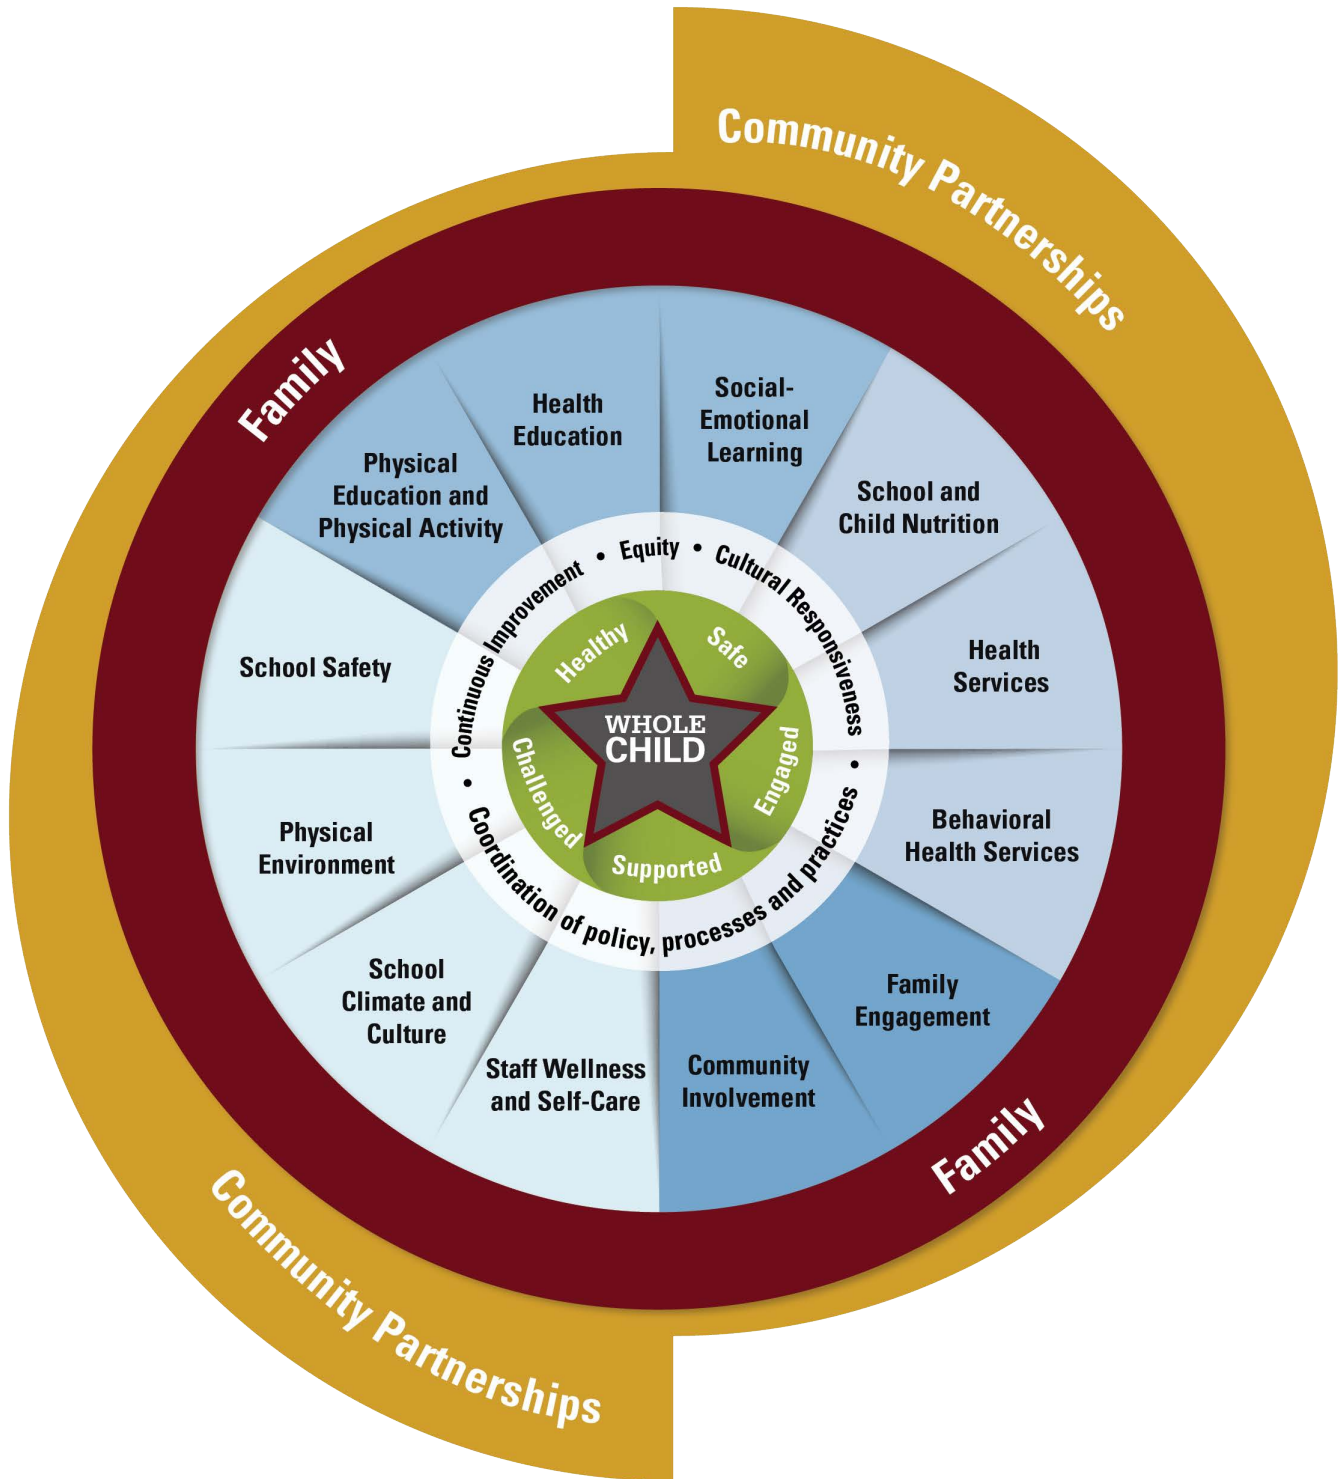 Community Partnerships
Family
Social-
Emotional
Learning
Health
Education
Physical
Education and
Physical Activity
School and
Child Nutrition
Health
Services
Behavioral
Health Services
Family
Engagement
Community
Involvement
Staff Wellness
and Self-Care
School
Climate and
Culture
Physical
Environment
School Safety
Continuous Improvement • Equity • Cultural Responsiveness •
Coordination of policy, processes and practices •
Healthy
Safe
Engaged
Supported
Challenged
WHOLE
CHILD
Family
Community Partnerships